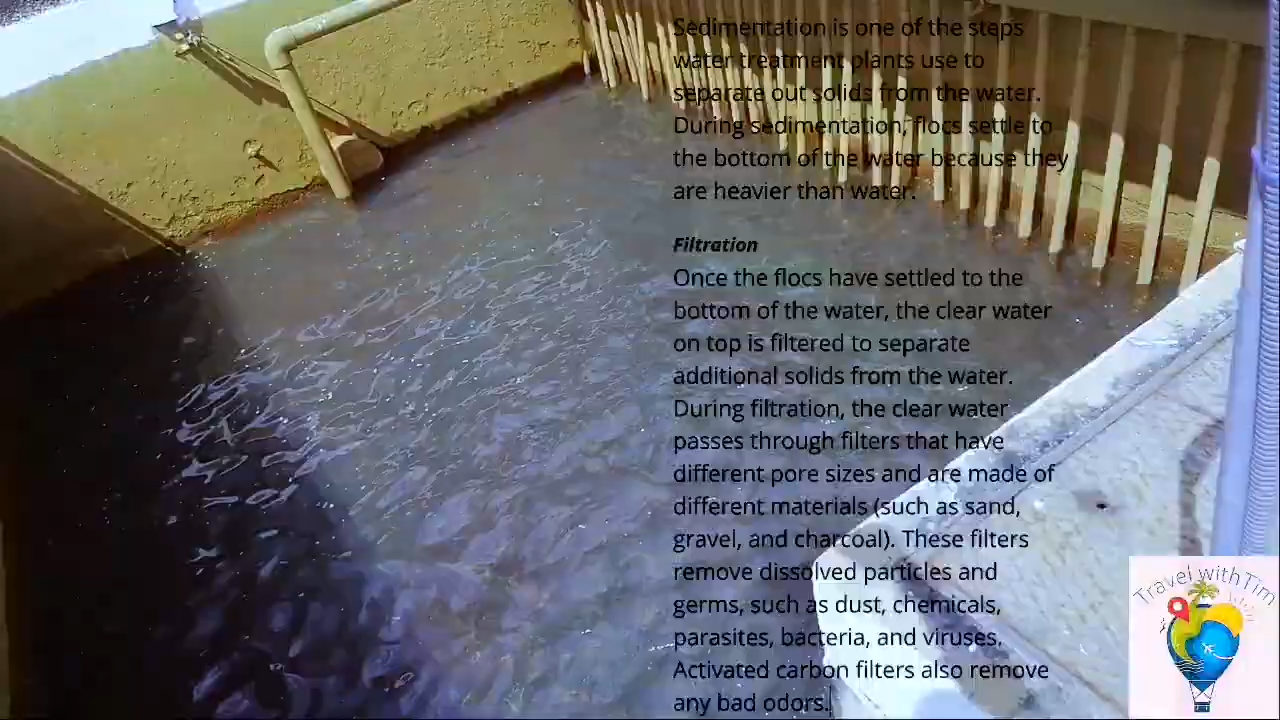 Sedimentation is one of the steps
water treatment plants use to
separate out solids from the water.
During sedimentation, flocs settle to
the bottom of the water because they
are heavier than water.
Filtration
Once the flocs have settled to the
bottom of the water, the clear water
on top is filtered to separate
additional solids from the water.
During filtration, the clear water
passes through filters that have
different pore sizes and are made of
different materials (such as sand,
gravel, and charcoal). These filters
remove dissolved particles and
germs, such as dust, chemicals,
parasites, bacteria, and viruses.
Activated carbon filters also remove
any bad odors.
Travel with Tim